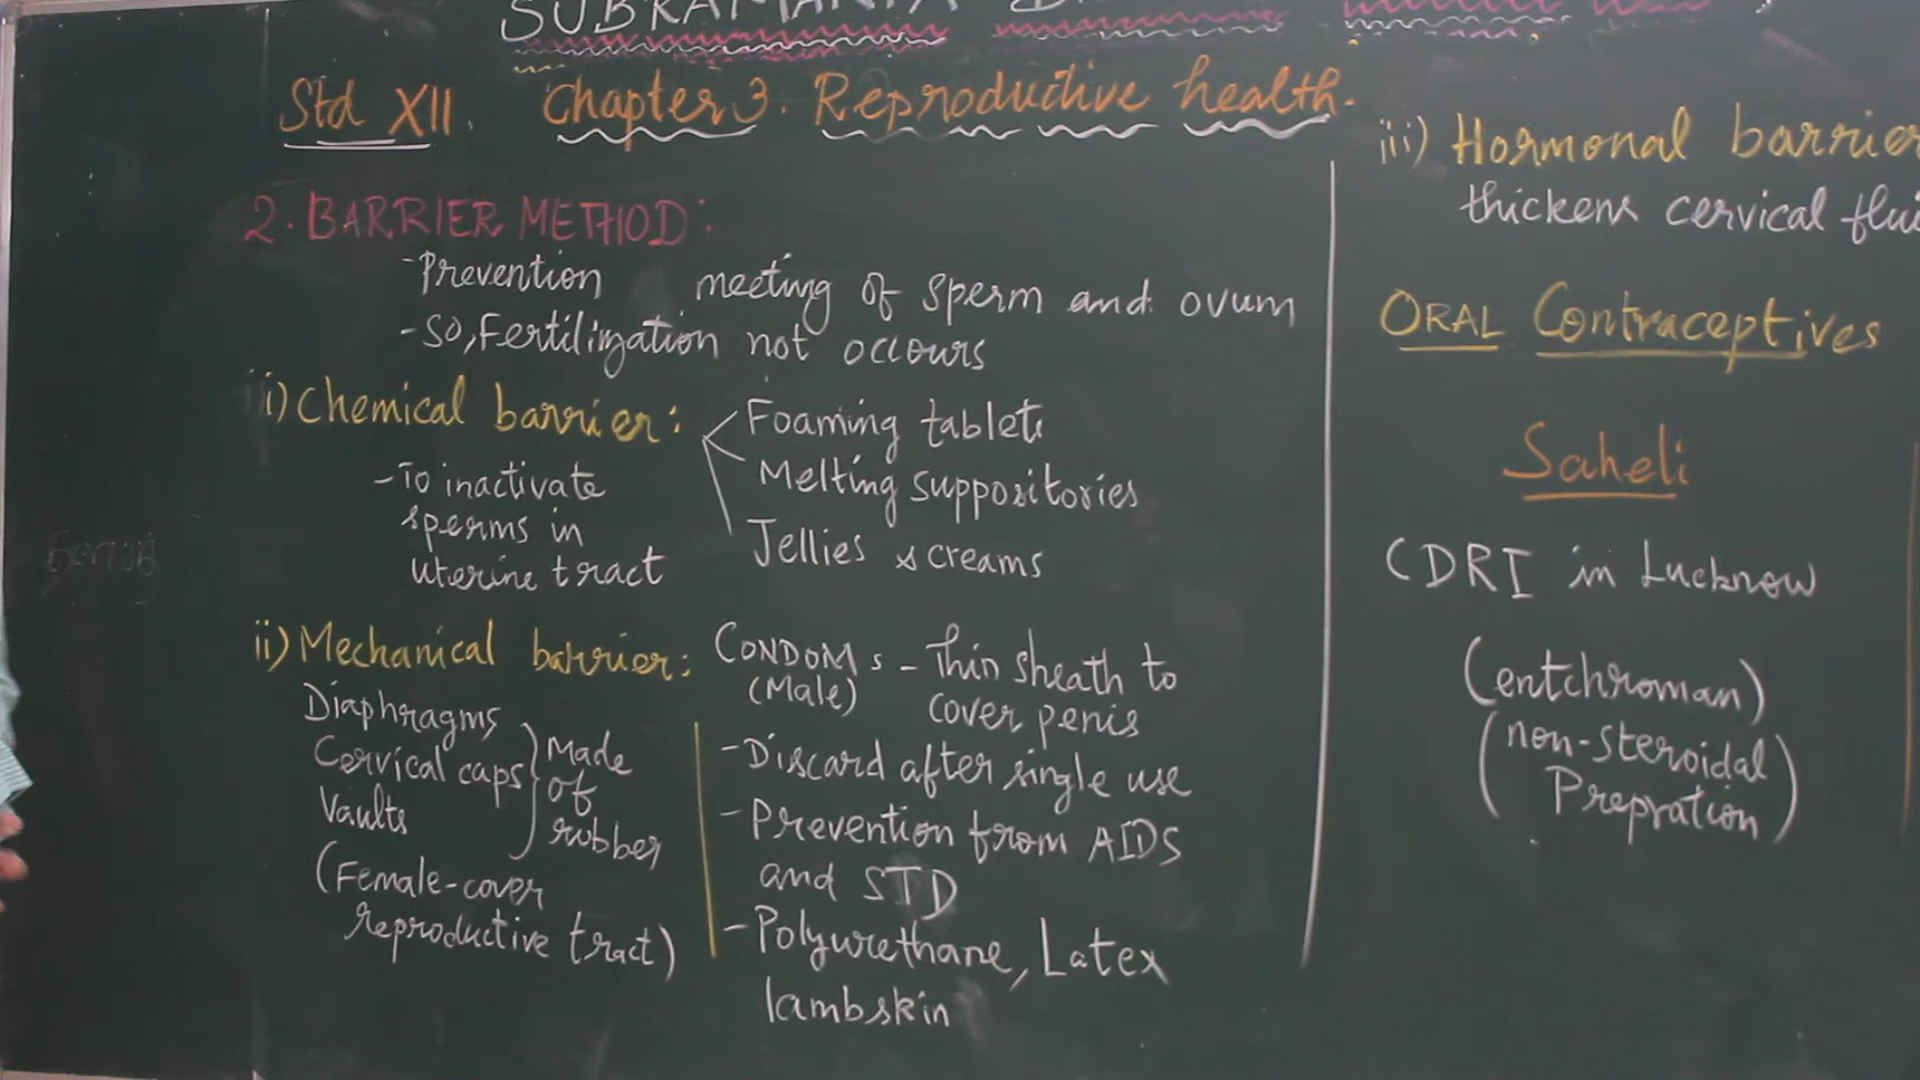 SUBRAMANIA
Std XII. Chapter 3. Reproductive health.
2. BARRIER METHOD:
- Prevention meeting of sperm and ovum
- So, Fertilization not occours
i) Chemical barrier:
- To inactivate
sperms in
uterine tract
Foaming tablets
Melting suppositories
Jellies & creams
ii) Mechanical barrier:
Diaphragms
Cervical caps
Vaults
Made
of
rubber
(Female-cover
reproductive tract)
CONDOMs - Thin sheath to
(Male) cover penis
- Discard after single use
- Prevention from AIDS
and STD
- Polyurethane, Latex
lambskin
iii) Hormonal barrier
thickens cervical flui
ORAL Contraceptives
Saheli
CDRI in Lucknow
(entchroman)
(non-steroidal
Prepration)